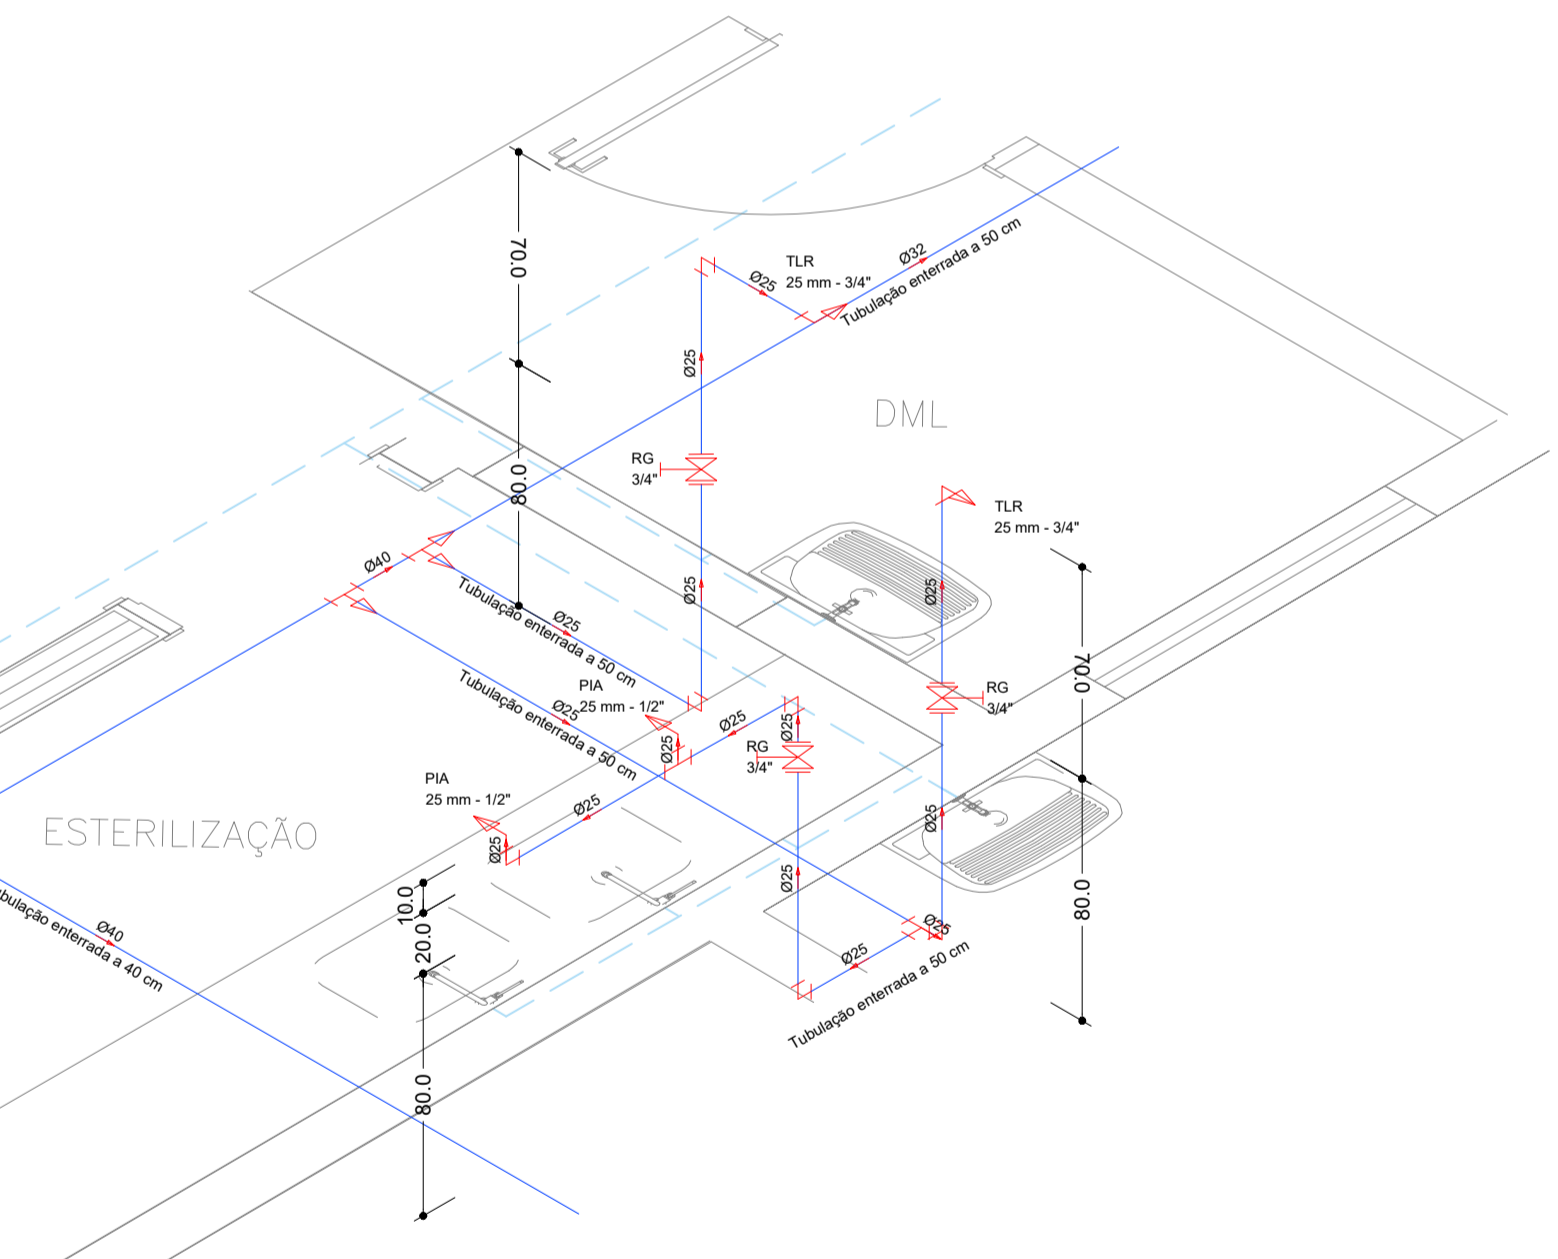 70.0
TLR
25 mm - 3/4"
Ø32
Tubulação enterrada a 50 cm
Ø25
Ø25
DML
RG
3/4"
80.0
TLR
25 mm - 3/4"
Ø40
Ø25
Ø25
Tubulação enterrada a 50 cm
Ø25
70.0
PIA
25 mm - 1/2"
Tubulação enterrada a 50 cm
Ø25
RG
3/4"
Ø25
Ø25
Ø25
RG
3/4"
PIA
25 mm - 1/2"
Ø25
Ø25
ESTERILIZAÇÃO
Ø25
Ø25
10.0
80.0
20.0
Ø40
ubulação enterrada a 40 cm
Ø25
Ø25
Tubulação enterrada a 50 cm
80.0